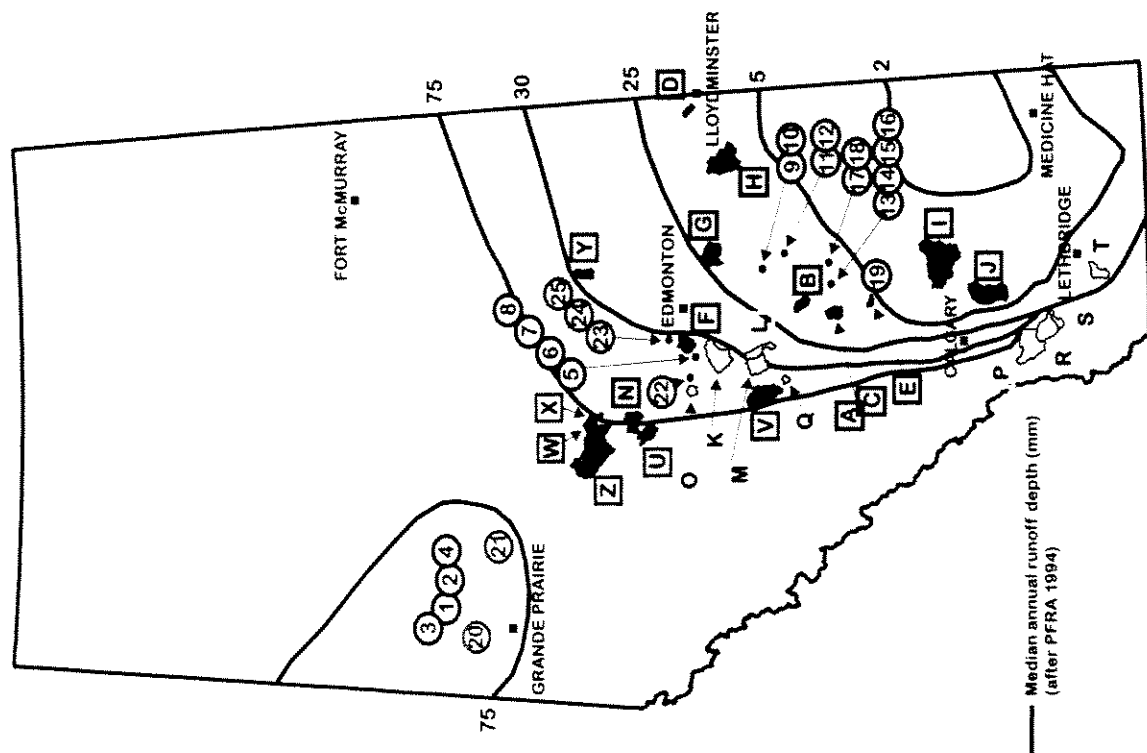 75
30
25
5
2
75
FORT McMURRAY
GRANDE PRAIRIE
EDMONTON
LLOYDMINSTER
CALGARY
MEDICINE HAT
LETHBRIDGE
3
1
2
4
20
21
8
7
6
5
25
24
23
22
Y
X
W
N
Z
U
O
K
M
F
L
V
Q
A
C
E
P
R
S
T
D
G
H
B
I
J
9
10
11
12
17
18
13
14
15
16
19
Median annual runoff depth (mm)
(after PFRA 1994)